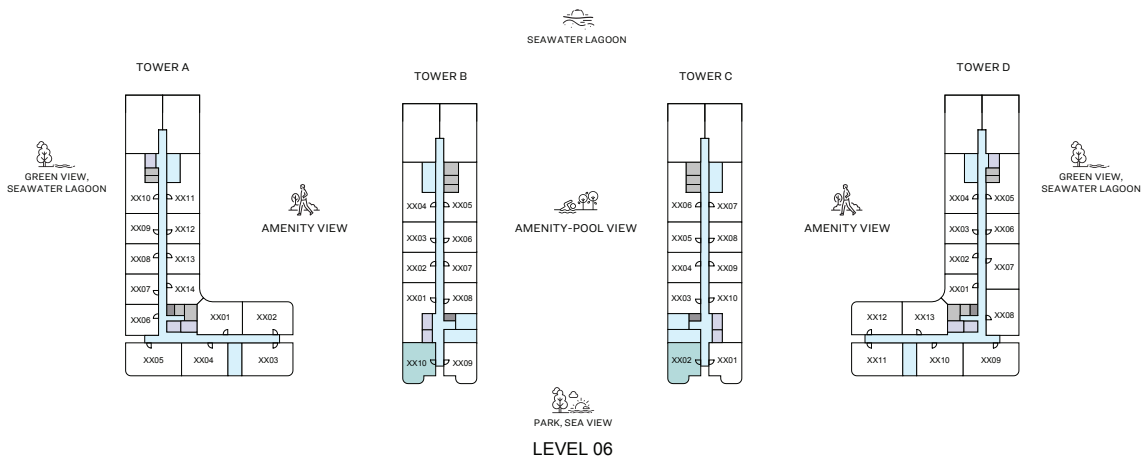 SEAWATER LAGOON
TOWER A
TOWER B
TOWER C
TOWER D
GREEN VIEW,
SEAWATER LAGOON
AMENITY VIEW
AMENITY-POOL VIEW
AMENITY VIEW
GREEN VIEW,
SEAWATER LAGOON
XX10 XX11
XX09 XX12
XX08 XX13
XX07 XX14
XX06 XX01 XX02
XX05 XX04 XX03
XX04 XX05
XX03 XX06
XX02 XX07
XX01 XX08
XX10 XX09
XX06 XX07
XX05 XX08
XX04 XX09
XX03 XX10
XX02 XX01
XX04 XX05
XX03 XX06
XX02 XX07
XX01
XX12 XX13 XX08
XX11 XX10 XX09
PARK, SEA VIEW
LEVEL 06